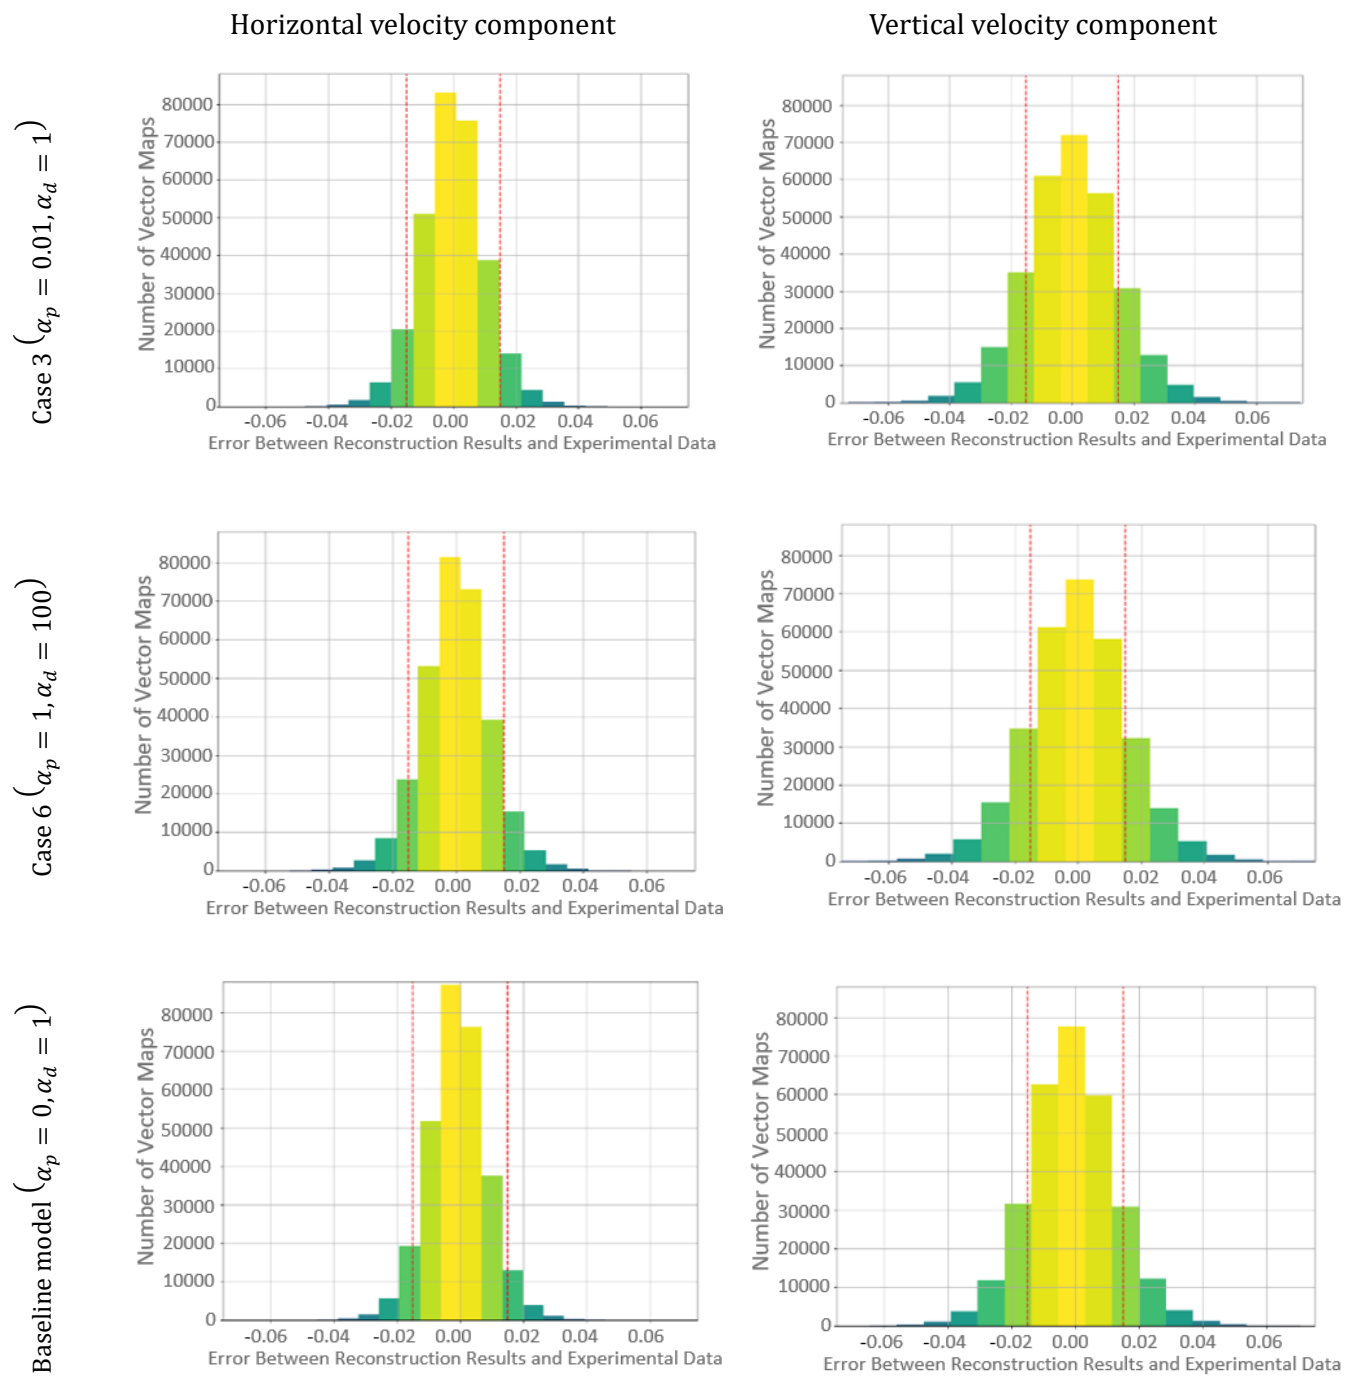 Horizontal velocity component
Vertical velocity component
Case 3 (αₚ = 0.01, α_d = 1)
Number of Vector Maps
80000
70000
60000
50000
40000
30000
20000
10000
0
-0.06 -0.04 -0.02 0.00 0.02 0.04 0.06
Error Between Reconstruction Results and Experimental Data
Number of Vector Maps
80000
70000
60000
50000
40000
30000
20000
10000
0
-0.06 -0.04 -0.02 0.00 0.02 0.04 0.06
Error Between Reconstruction Results and Experimental Data
Case 6 (αₚ = 1, α_d = 100)
Number of Vector Maps
80000
70000
60000
50000
40000
30000
20000
10000
0
-0.06 -0.04 -0.02 0.00 0.02 0.04 0.06
Error Between Reconstruction Results and Experimental Data
Number of Vector Maps
80000
70000
60000
50000
40000
30000
20000
10000
0
-0.06 -0.04 -0.02 0.00 0.02 0.04 0.06
Error Between Reconstruction Results and Experimental Data
Baseline model (αₚ = 0, α_d = 1)
Number of Vector Maps
80000
70000
60000
50000
40000
30000
20000
10000
0
-0.06 -0.04 -0.02 0.00 0.02 0.04 0.06
Error Between Reconstruction Results and Experimental Data
Number of Vector Maps
80000
70000
60000
50000
40000
30000
20000
10000
0
-0.06 -0.04 -0.02 0.00 0.02 0.04 0.06
Error Between Reconstruction Results and Experimental Data